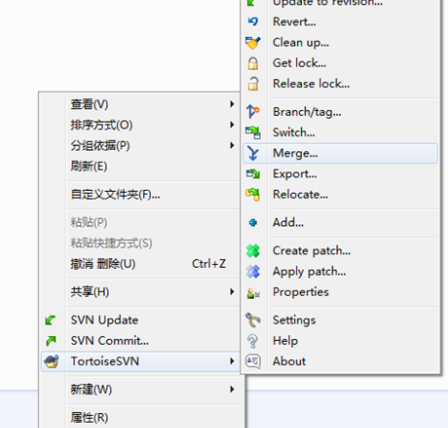 Update to revision...
Revert...
Clean up...
Get lock...
Release lock...
Branch/tag...
Switch...
Merge...
Export...
Relocate...
Add...
Create patch...
Apply patch...
Properties
Settings
Help
About
查看(V)
排序方式(O)
分组依据(P)
刷新(E)
自定义文件夹(F)...
粘贴(P)
粘贴快捷方式(S)
撤消 删除(U) Ctrl+Z
共享(H)
SVN Update
SVN Commit...
TortoiseSVN
新建(W)
属性(R)